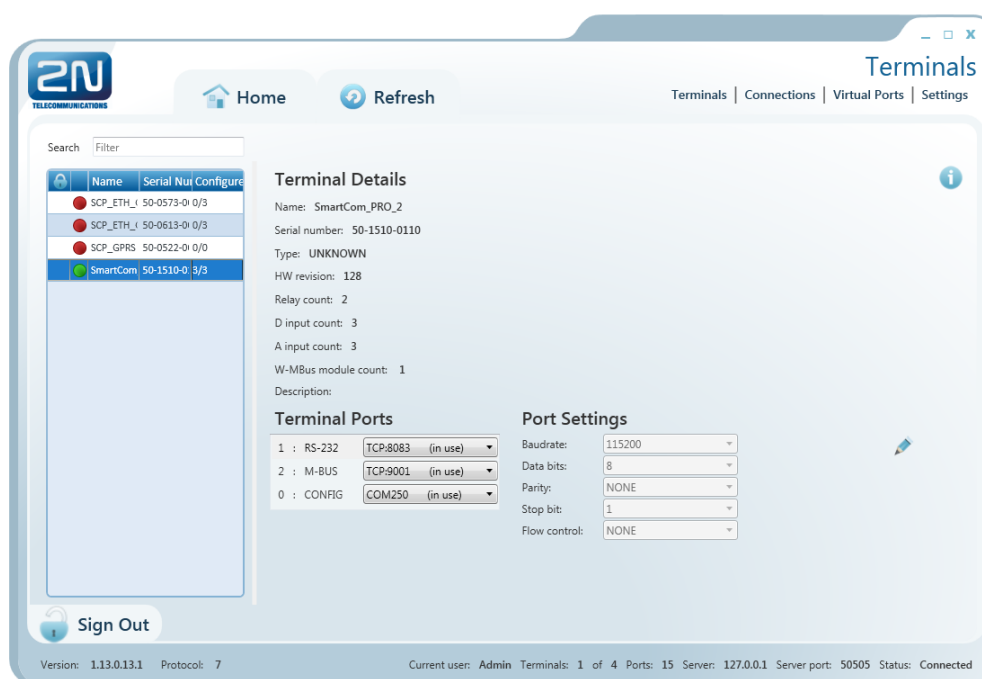 _ □ X
2N
TELECOMMUNICATIONS
Home
Refresh
Terminals
Terminals | Connections | Virtual Ports | Settings
Search Filter
Name Serial Nu Configure
SCP_ETH_( 50-0573-0( 0/3
SCP_ETH_( 50-0613-0( 0/3
SCP_GPRS 50-0522-0( 0/0
SmartCom 50-1510-0: 3/3
Terminal Details
Name: SmartCom_PRO_2
Serial number: 50-1510-0110
Type: UNKNOWN
HW revision: 128
Relay count: 2
D input count: 3
A input count: 3
W-MBus module count: 1
Description:
Terminal Ports
1 : RS-232 TCP:8083 (in use)
2 : M-BUS TCP:9001 (in use)
0 : CONFIG COM250 (in use)
Port Settings
Baudrate: 115200
Data bits: 8
Parity: NONE
Stop bit: 1
Flow control: NONE
Sign Out
Version: 1.13.0.13.1 Protocol: 7
Current user: Admin Terminals: 1 of 4 Ports: 15 Server: 127.0.0.1 Server port: 50505 Status: Connected